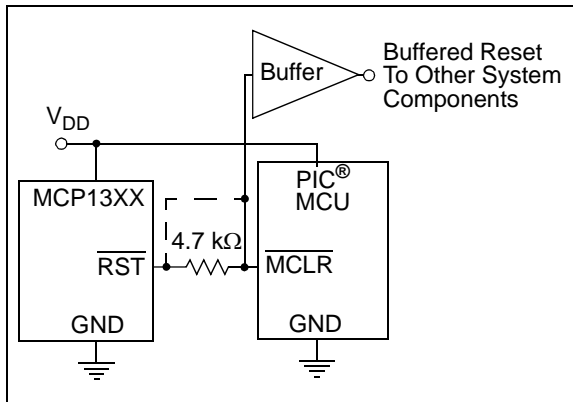 Buffer
Buffered Reset
To Other System
Components
VDD
MCP13XX
PIC®
MCU
4.7 kΩ
RST
MCLR
GND
GND